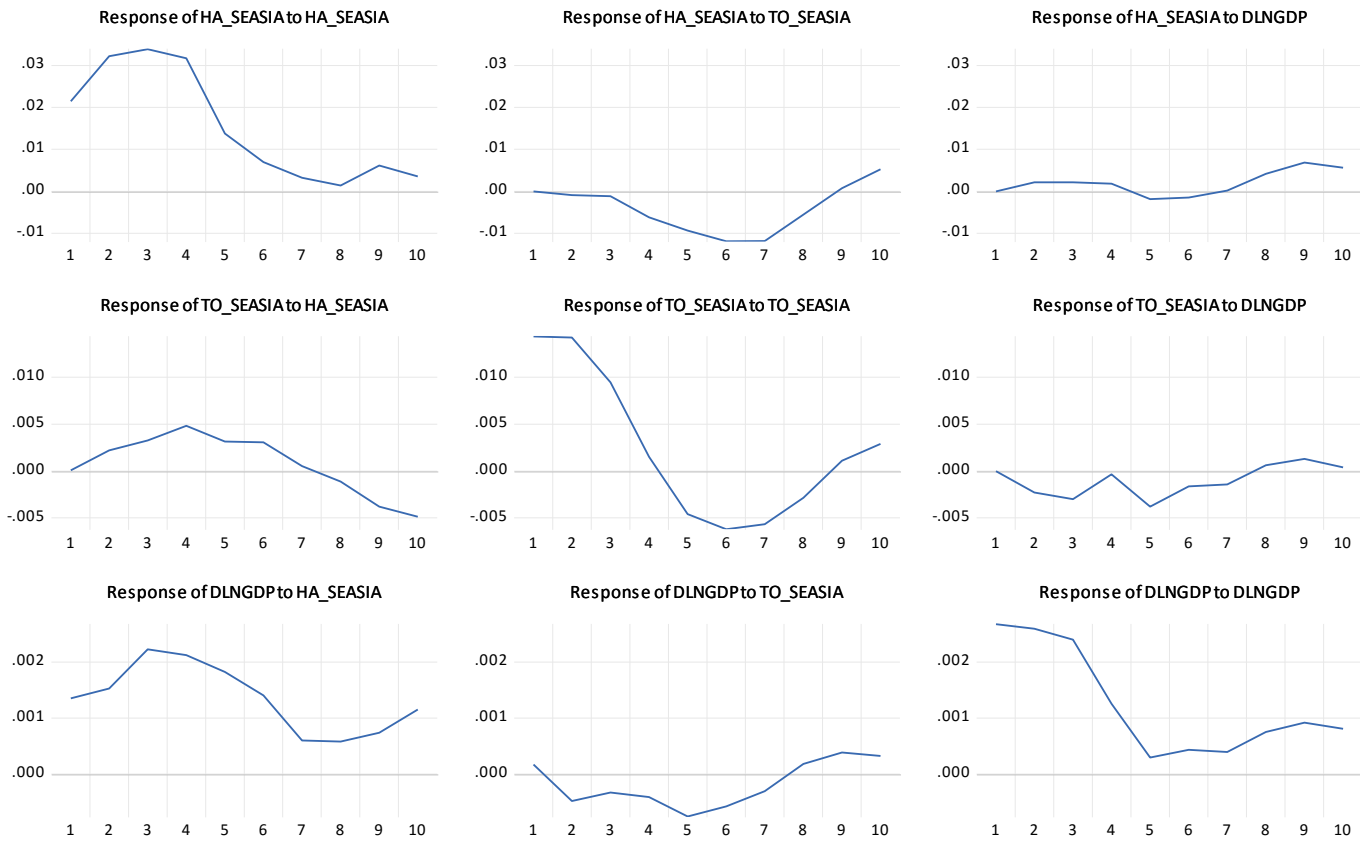 Response of HA_SEASIA to HA_SEASIA
Response of HA_SEASIA to TO_SEASIA
Response of HA_SEASIA to DLNGDP
.03
.02
.01
.00
-.01
1 2 3 4 5 6 7 8 9 10
.03
.02
.01
.00
-.01
1 2 3 4 5 6 7 8 9 10
.03
.02
.01
.00
-.01
1 2 3 4 5 6 7 8 9 10
Response of TO_SEASIA to HA_SEASIA
Response of TO_SEASIA to TO_SEASIA
Response of TO_SEASIA to DLNGDP
.010
.005
.000
-.005
1 2 3 4 5 6 7 8 9 10
.010
.005
.000
-.005
1 2 3 4 5 6 7 8 9 10
.010
.005
.000
-.005
1 2 3 4 5 6 7 8 9 10
Response of DLNGDP to HA_SEASIA
Response of DLNGDP to TO_SEASIA
Response of DLNGDP to DLNGDP
.002
.001
.000
1 2 3 4 5 6 7 8 9 10
.002
.001
.000
1 2 3 4 5 6 7 8 9 10
.002
.001
.000
1 2 3 4 5 6 7 8 9 10